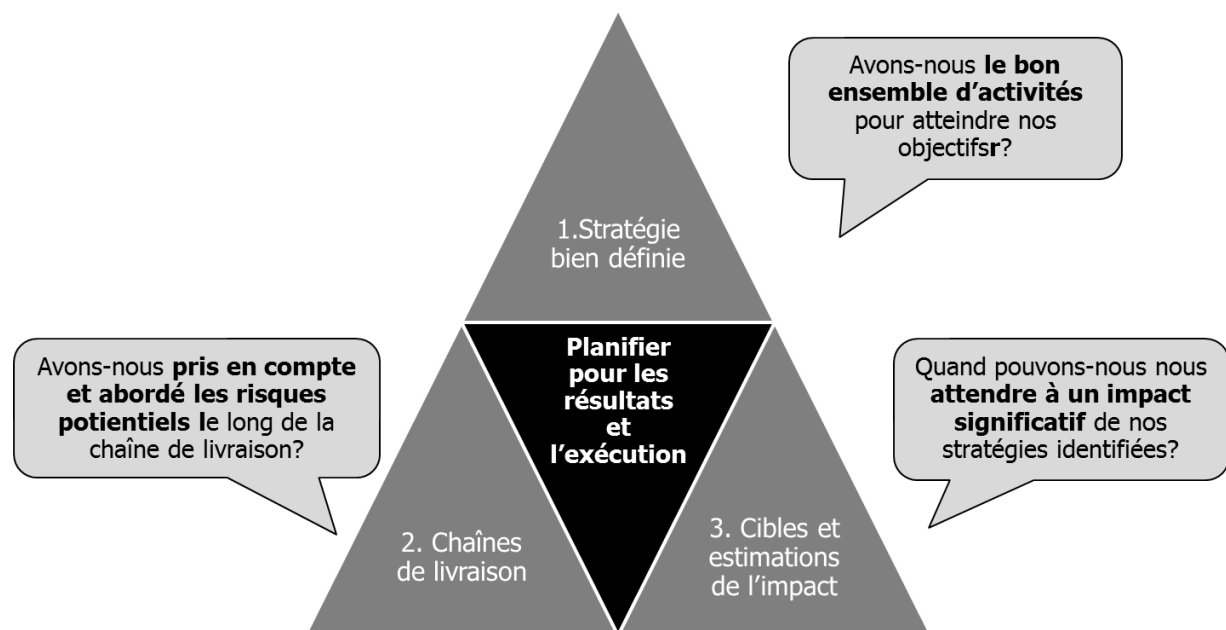 Avons-nous le bon
ensemble d'activités
pour atteindre nos
objectifsr?
1.Stratégie
bien définie
Avons-nous pris en compte
et abordé les risques
potientiels le long de la
chaîne de livraison?
Planifier
pour les
résultats
et
l'exécution
Quand pouvons-nous nous
attendre à un impact
significatif de nos
stratégies identifiées?
2. Chaînes
de livraison
3. Cibles et
estimations
de l'impact